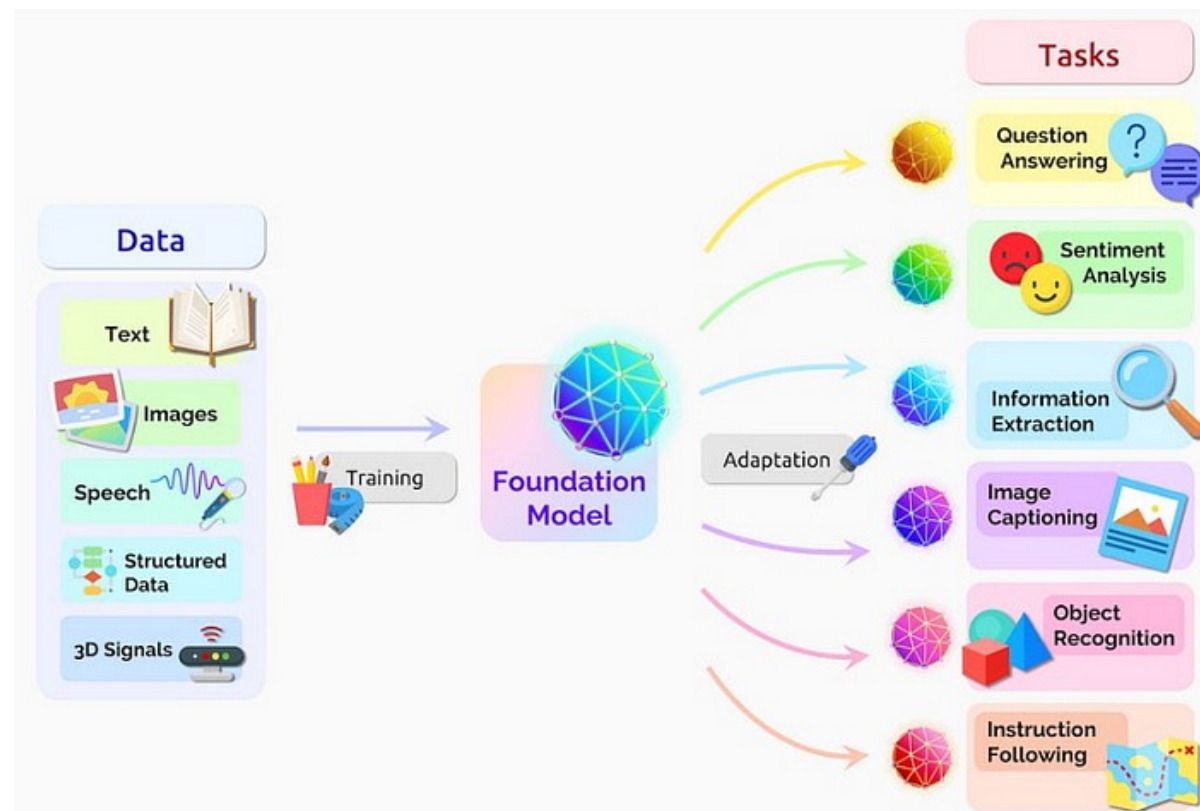 Data
Text
Images
Speech
Structured
Data
3D Signals
Training
Foundation
Model
Adaptation
Tasks
Question
Answering
?
Sentiment
Analysis
Information
Extraction
Image
Captioning
Object
Recognition
Instruction
Following